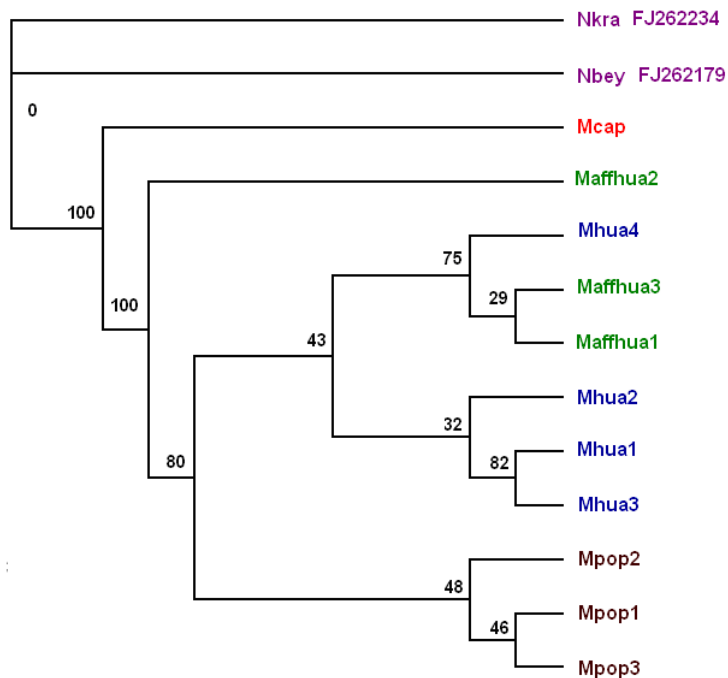 Nkra FJ262234
Nbey FJ262179
0
Mcap
Maffhua2
100
Mhua4
75
Maffhua3
29
100
Maffhua1
43
Mhua2
32
Mhua1
82
80
Mhua3
Mpop2
48
Mpop1
46
Mpop3